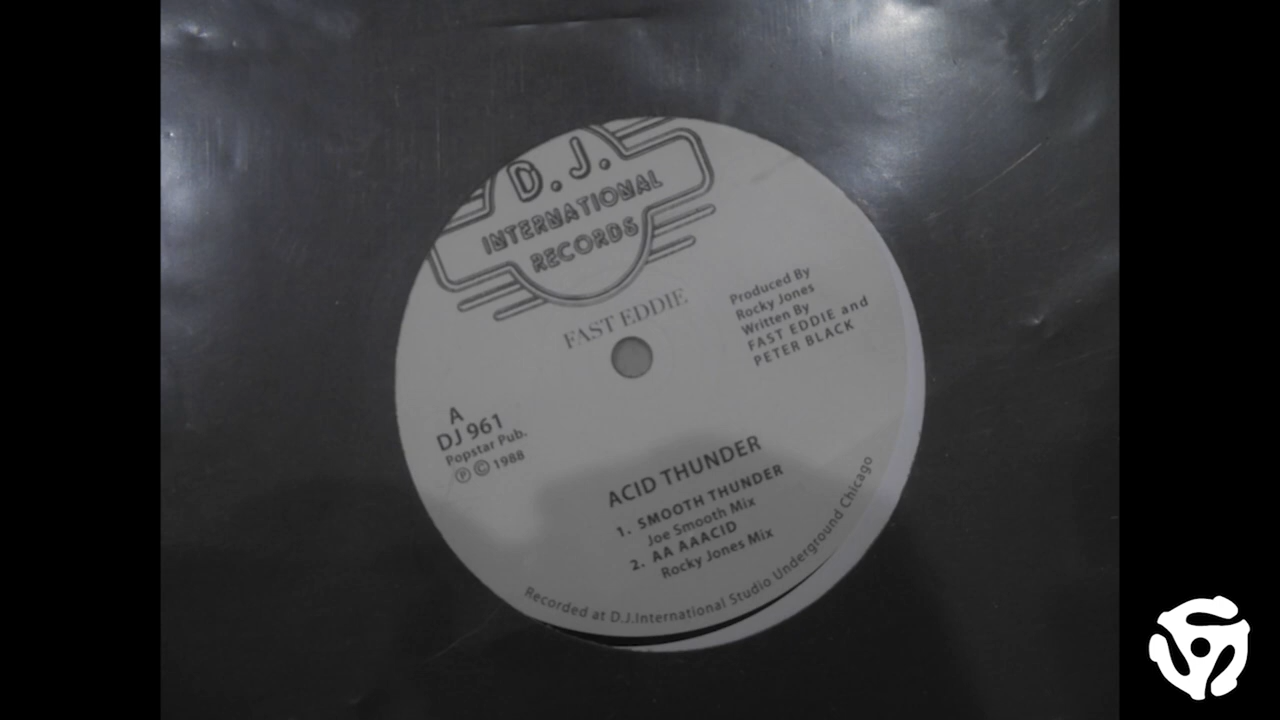 D.J.
INTERNATIONAL
RECORDS
FAST EDDIE
Produced By
Rocky Jones
Written By
FAST EDDIE and
PETER BLACK
A
DJ 961
Popstar Pub.
Ⓟ © 1988
ACID THUNDER
1. SMOOTH THUNDER
Joe Smooth Mix
2. AA AAACID
Rocky Jones Mix
Recorded at D.J.International Studio Underground Chicago